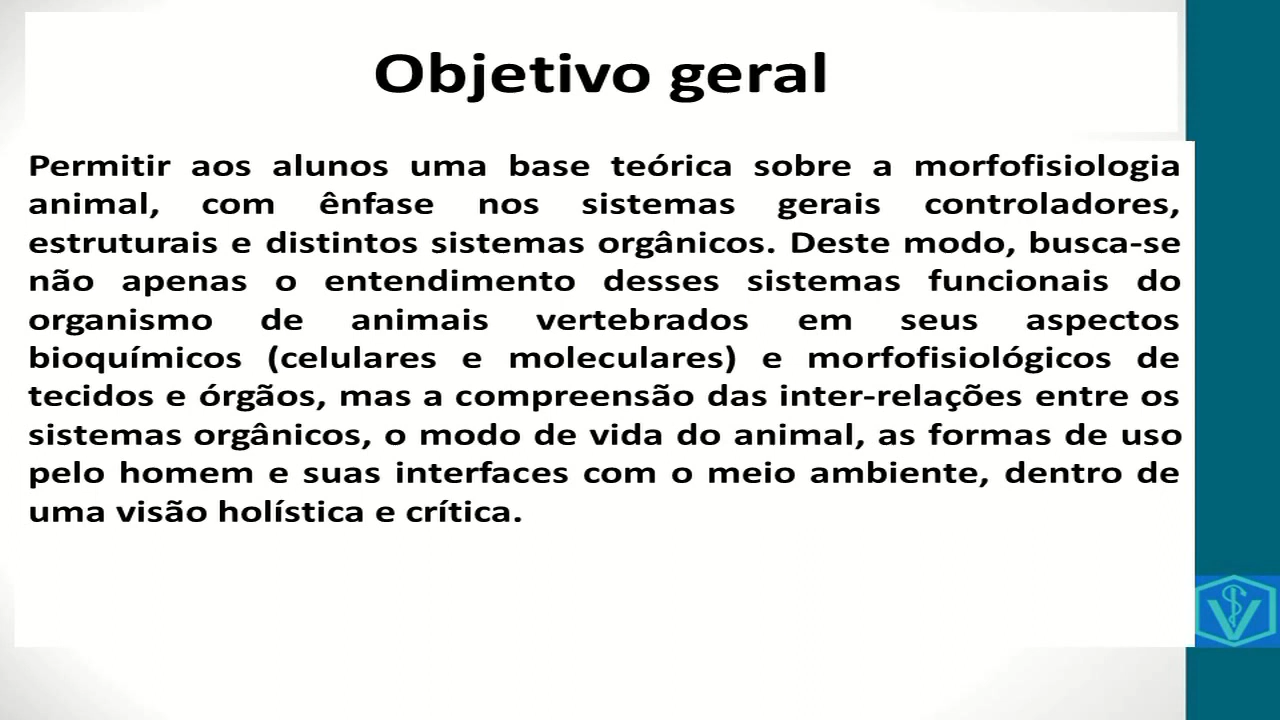 Objetivo geral
Permitir aos alunos uma base teórica sobre a morfofisiologia
animal, com ênfase nos sistemas gerais controladores,
estruturais e distintos sistemas orgânicos. Deste modo, busca-se
não apenas o entendimento desses sistemas funcionais do
organismo de animais vertebrados em seus aspectos
bioquímicos (celulares e moleculares) e morfofisiológicos de
tecidos e órgãos, mas a compreensão das inter-relações entre os
sistemas orgânicos, o modo de vida do animal, as formas de uso
pelo homem e suas interfaces com o meio ambiente, dentro de
uma visão holística e crítica.
V